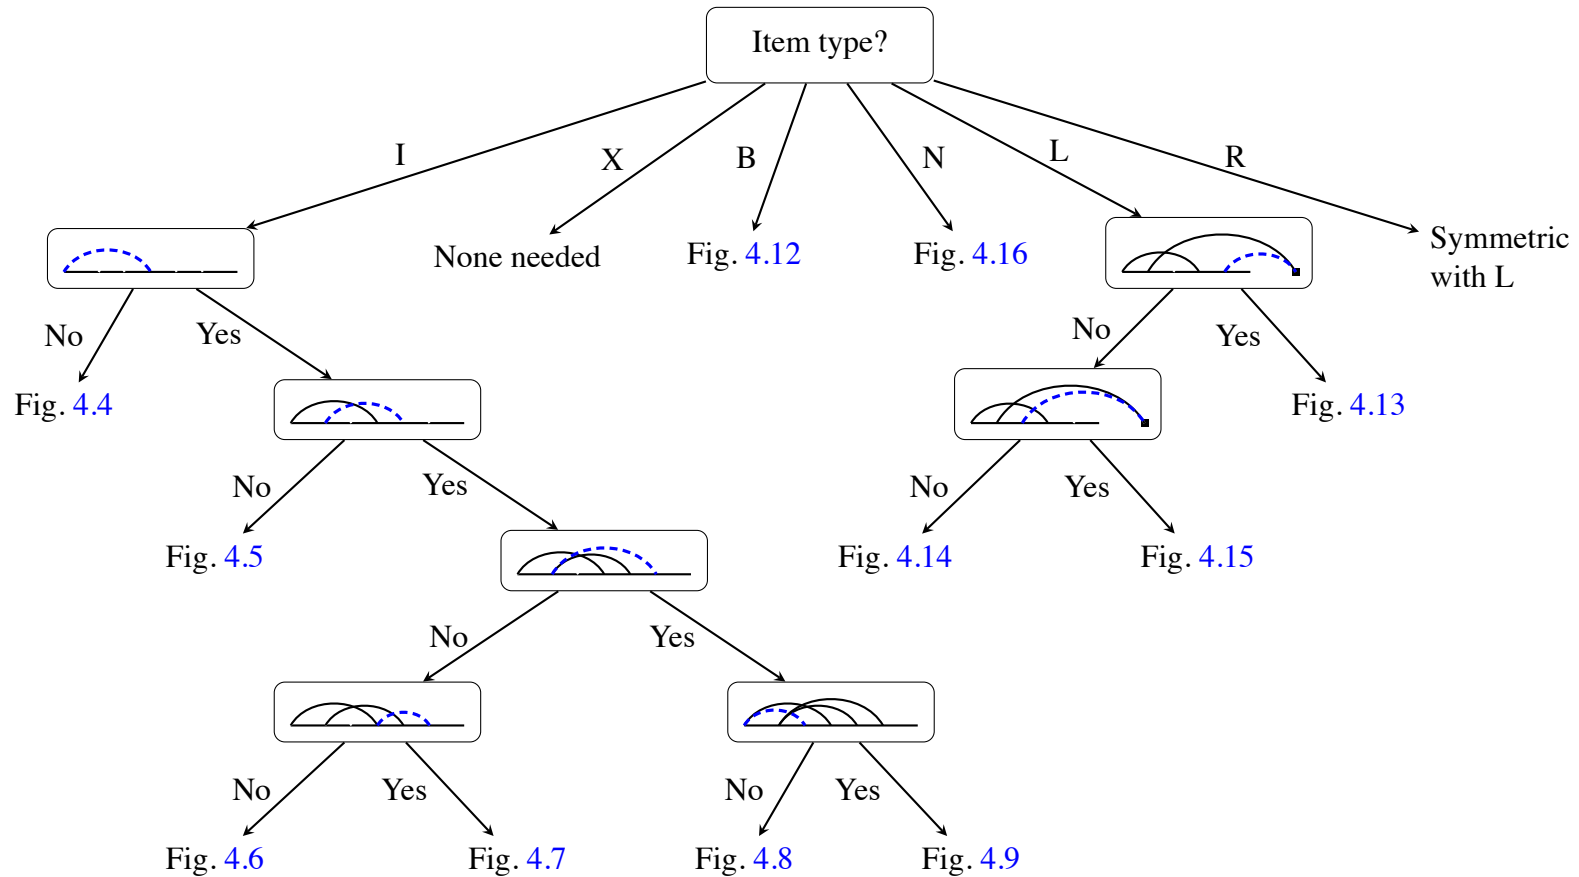 Item type?
I
X
B
N
L
R
None needed
Fig. 4.12
Fig. 4.16
Symmetric
with L
No
Yes
No
Yes
Fig. 4.4
Fig. 4.13
No
Yes
No
Yes
Fig. 4.5
Fig. 4.14
Fig. 4.15
No
Yes
No
Yes
No
Yes
Fig. 4.6
Fig. 4.7
Fig. 4.8
Fig. 4.9